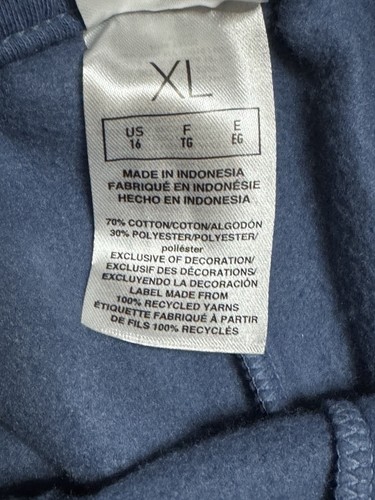 XL
US F E
16 TG EG
MADE IN INDONESIA
FABRIQUÉ EN INDONÉSIE
HECHO EN INDONESIA
70% COTTON/COTON/ALGODÓN
30% POLYESTER/POLYESTER/
poliéster
EXCLUSIVE OF DECORATION/
EXCLUSIF DES DÉCORATIONS/
EXCLUYENDO LA DECORACIÓN
LABEL MADE FROM
100% RECYCLED YARNS
ÉTIQUETTE FABRIQUÉ À PARTIR
DE FILS 100% RECYCLÉS